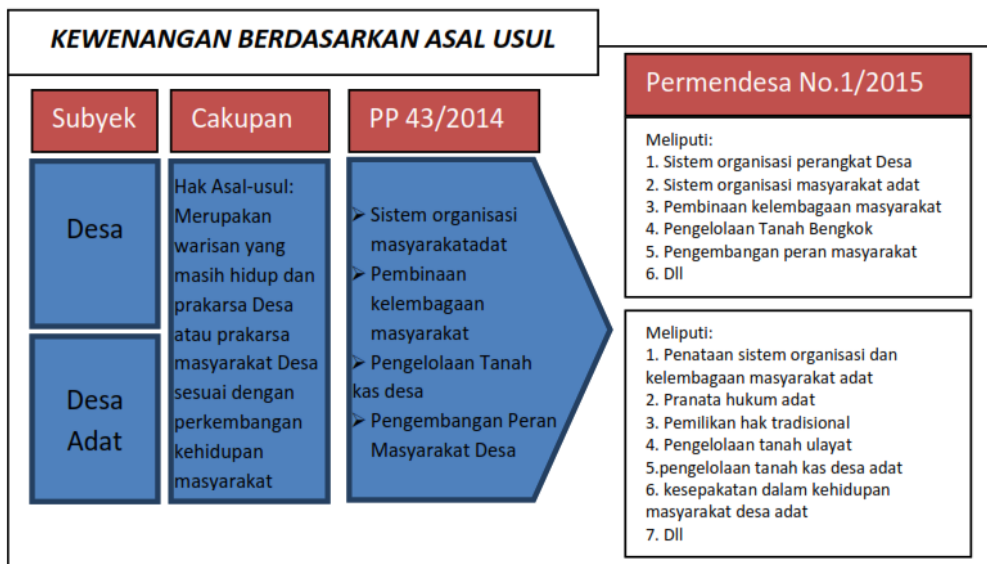 KEWENANGAN BERDASARKAN ASAL USUL
Subyek
Cakupan
PP 43/2014
Permendesa No.1/2015
Desa
Desa
Adat
Hak Asal-usul:
Merupakan
warisan yang
masih hidup dan
prakarsa Desa
atau prakarsa
masyarakat Desa
sesuai dengan
perkembangan
kehidupan
masyarakat
➢ Sistem organisasi
masyarakatadat
➢ Pembinaan
kelembagaan
masyarakat
➢ Pengelolaan Tanah
kas desa
➢ Pengembangan Peran
Masyarakat Desa
Meliputi:
1. Sistem organisasi perangkat Desa
2. Sistem organisasi masyarakat adat
3. Pembinaan kelembagaan masyarakat
4. Pengelolaan Tanah Bengkok
5. Pengembangan peran masyarakat
6. Dll
Meliputi:
1. Penataan sistem organisasi dan
kelembagaan masyarakat adat
2. Pranata hukum adat
3. Pemilikan hak tradisional
4. Pengelolaan tanah ulayat
5.pengelolaan tanah kas desa adat
6. kesepakatan dalam kehidupan
masyarakat desa adat
7. Dll